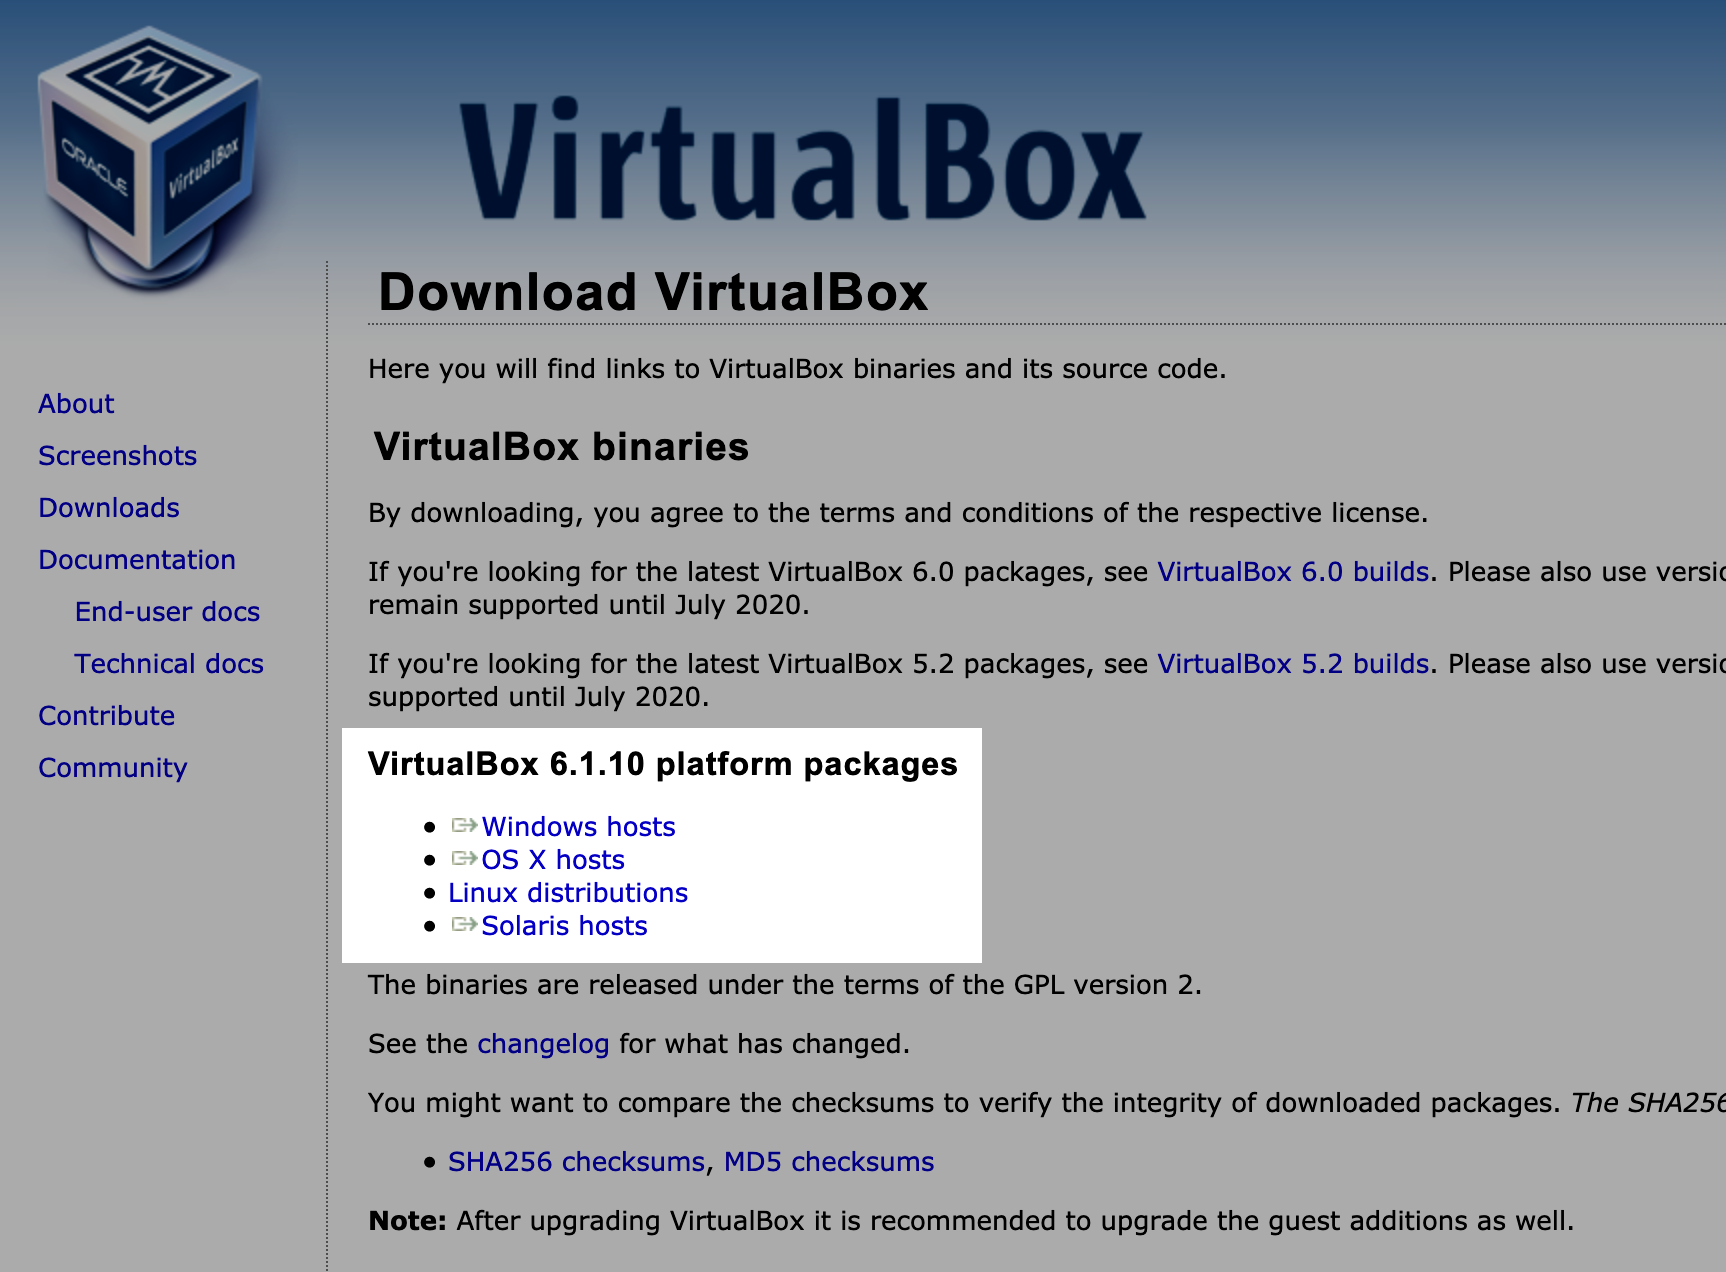 ORACLE
VirtualBox
VirtualBox
Download VirtualBox
Here you will find links to VirtualBox binaries and its source code.
About
Screenshots
Downloads
Documentation
End-user docs
Technical docs
Contribute
Community
VirtualBox binaries
By downloading, you agree to the terms and conditions of the respective license.
If you're looking for the latest VirtualBox 6.0 packages, see VirtualBox 6.0 builds. Please also use
remain supported until July 2020.
If you're looking for the latest VirtualBox 5.2 packages, see VirtualBox 5.2 builds. Please also use
supported until July 2020.
VirtualBox 6.1.10 platform packages
• Windows hosts
• OS X hosts
• Linux distributions
• Solaris hosts
The binaries are released under the terms of the GPL version 2.
See the changelog for what has changed.
You might want to compare the checksums to verify the integrity of downloaded packages. The SHA256
• SHA256 checksums, MD5 checksums
Note: After upgrading VirtualBox it is recommended to upgrade the guest additions as well.